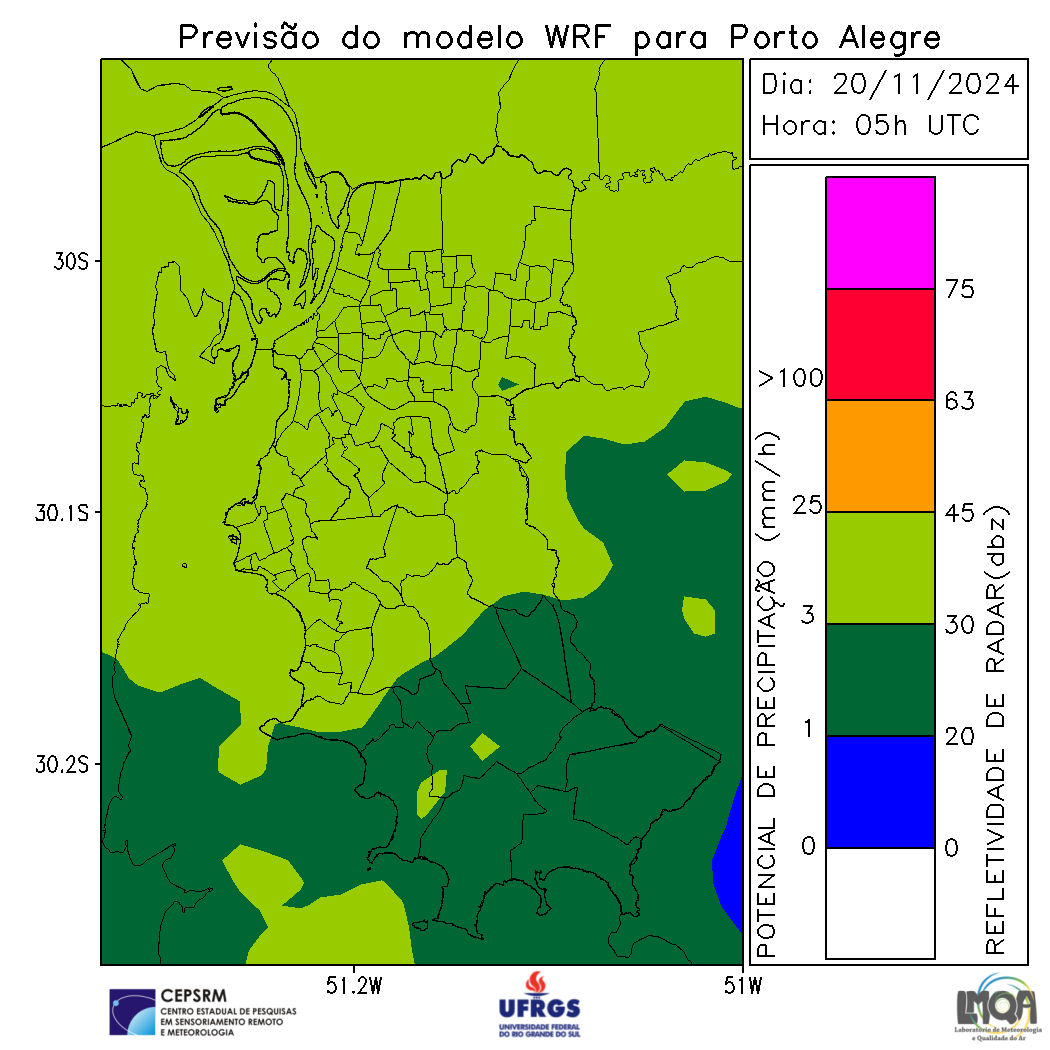 Previsão do modelo WRF para Porto Alegre
Dia: 20/11/2024
Hora: 05h UTC
30S
30.1S
30.2S
51.2W
51W
POTENCIAL DE PRECIPITAÇÃO (mm/h)
>100
25
3
1
0
75
63
45
30
20
0
REFLETIVIDADE DE RADAR(dbz)
CEPSRM
CENTRO ESTADUAL DE PESQUISAS
EM SENSORIAMENTO REMOTO
E METEOROLOGIA
UFRGS
UNIVERSIDADE FEDERAL
DO RIO GRANDE DO SUL
LMQA
Laboratório de Meteorologia
e Qualidade do Ar